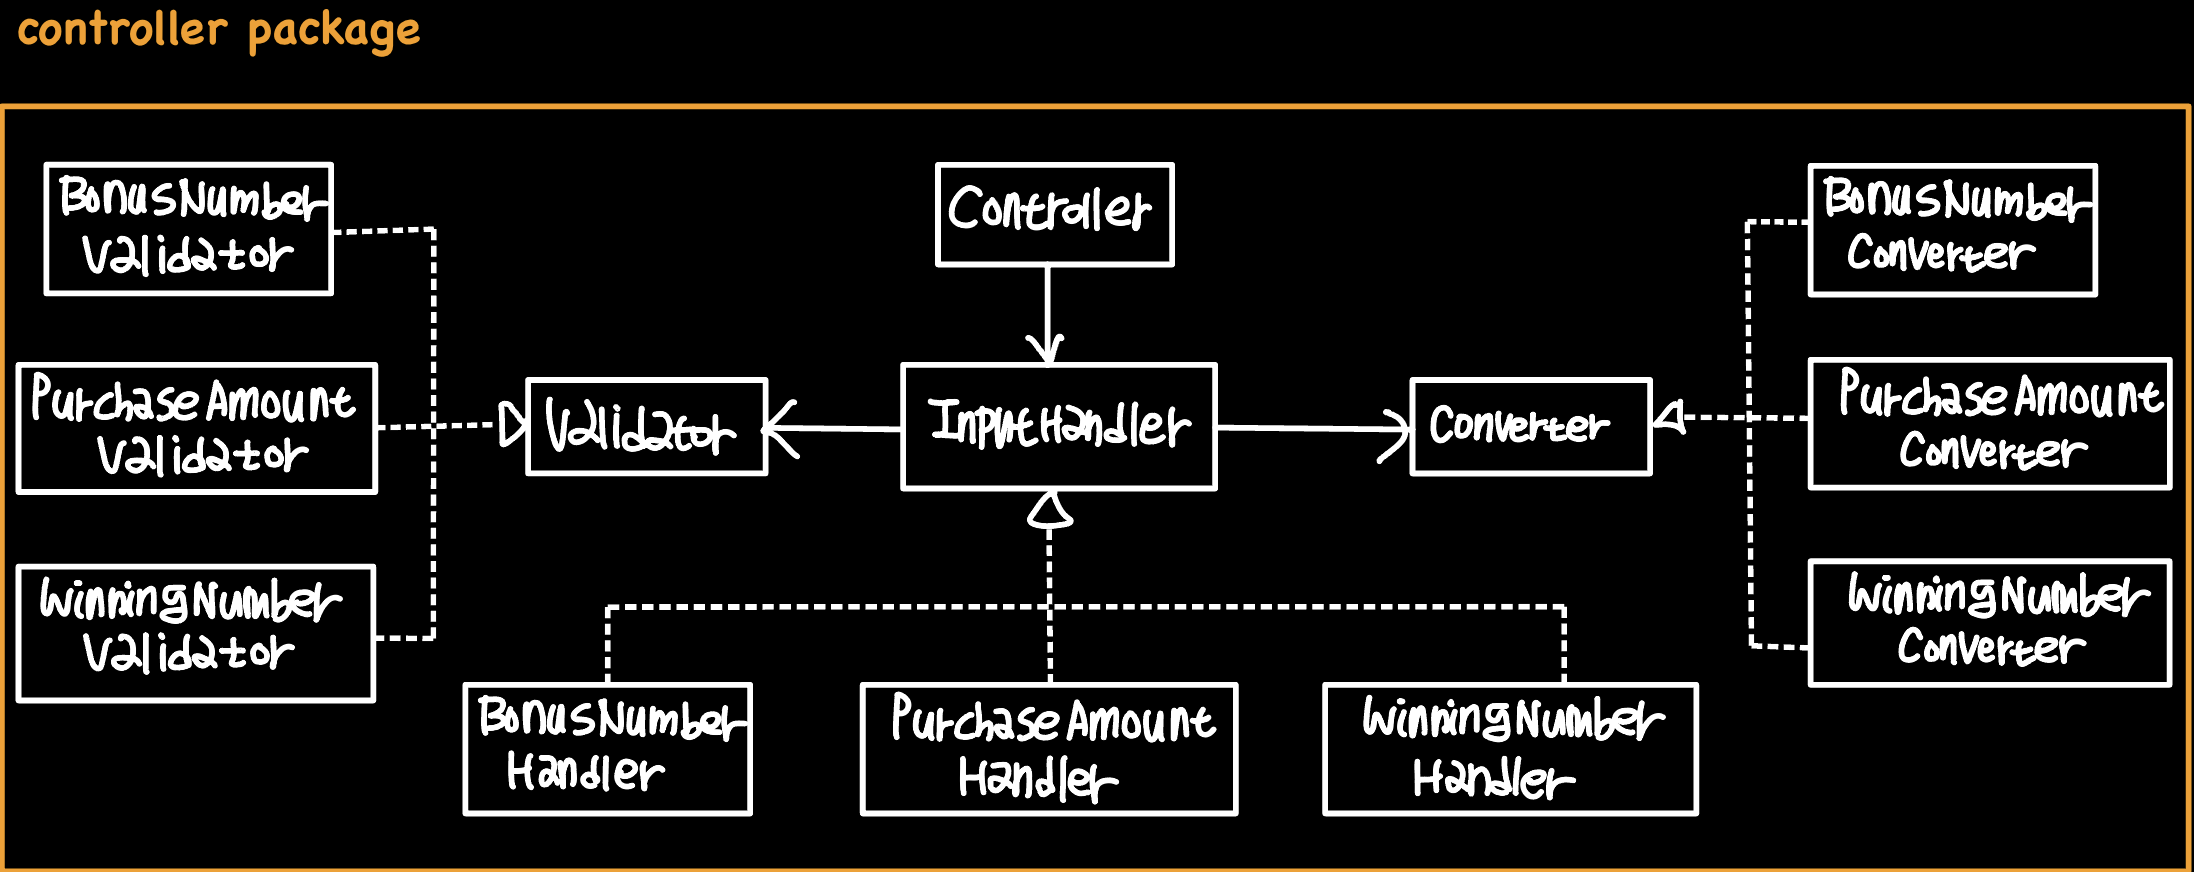 controller package
BonusNumber
Validator
Controller
BonusNumber
Converter
PurchaseAmount
Validator
Validator
InputHandler
Converter
PurchaseAmount
Converter
WinningNumber
Validator
WinningNumber
Converter
BonusNumber
Handler
PurchaseAmount
Handler
WinningNumber
Handler